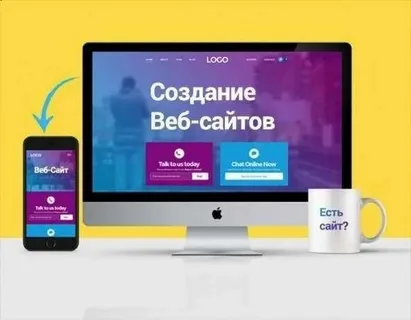 LOGO
Создание
Веб-сайтов
Talk to us today
Chat Online Now
LOGO
Веб-Сайт
Talk to us today
Есть
сайт?